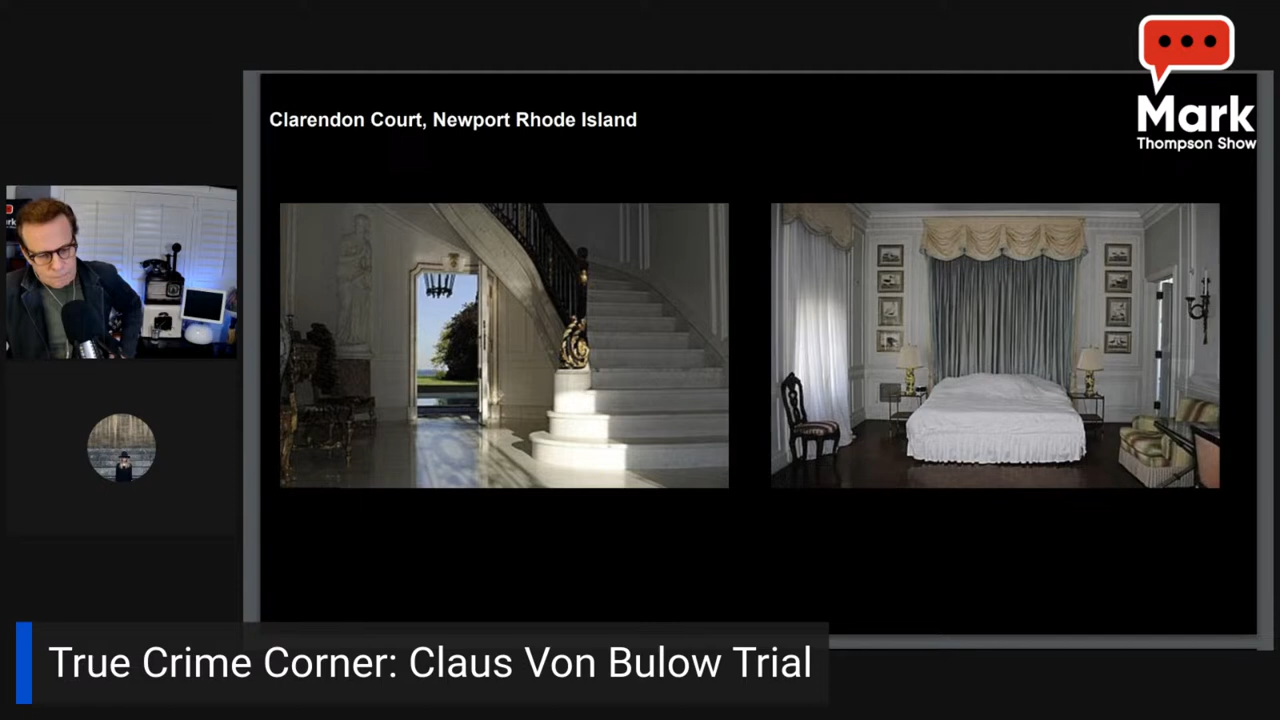 Mark
Thompson Show
Clarendon Court, Newport Rhode Island
True Crime Corner: Claus Von Bulow Trial